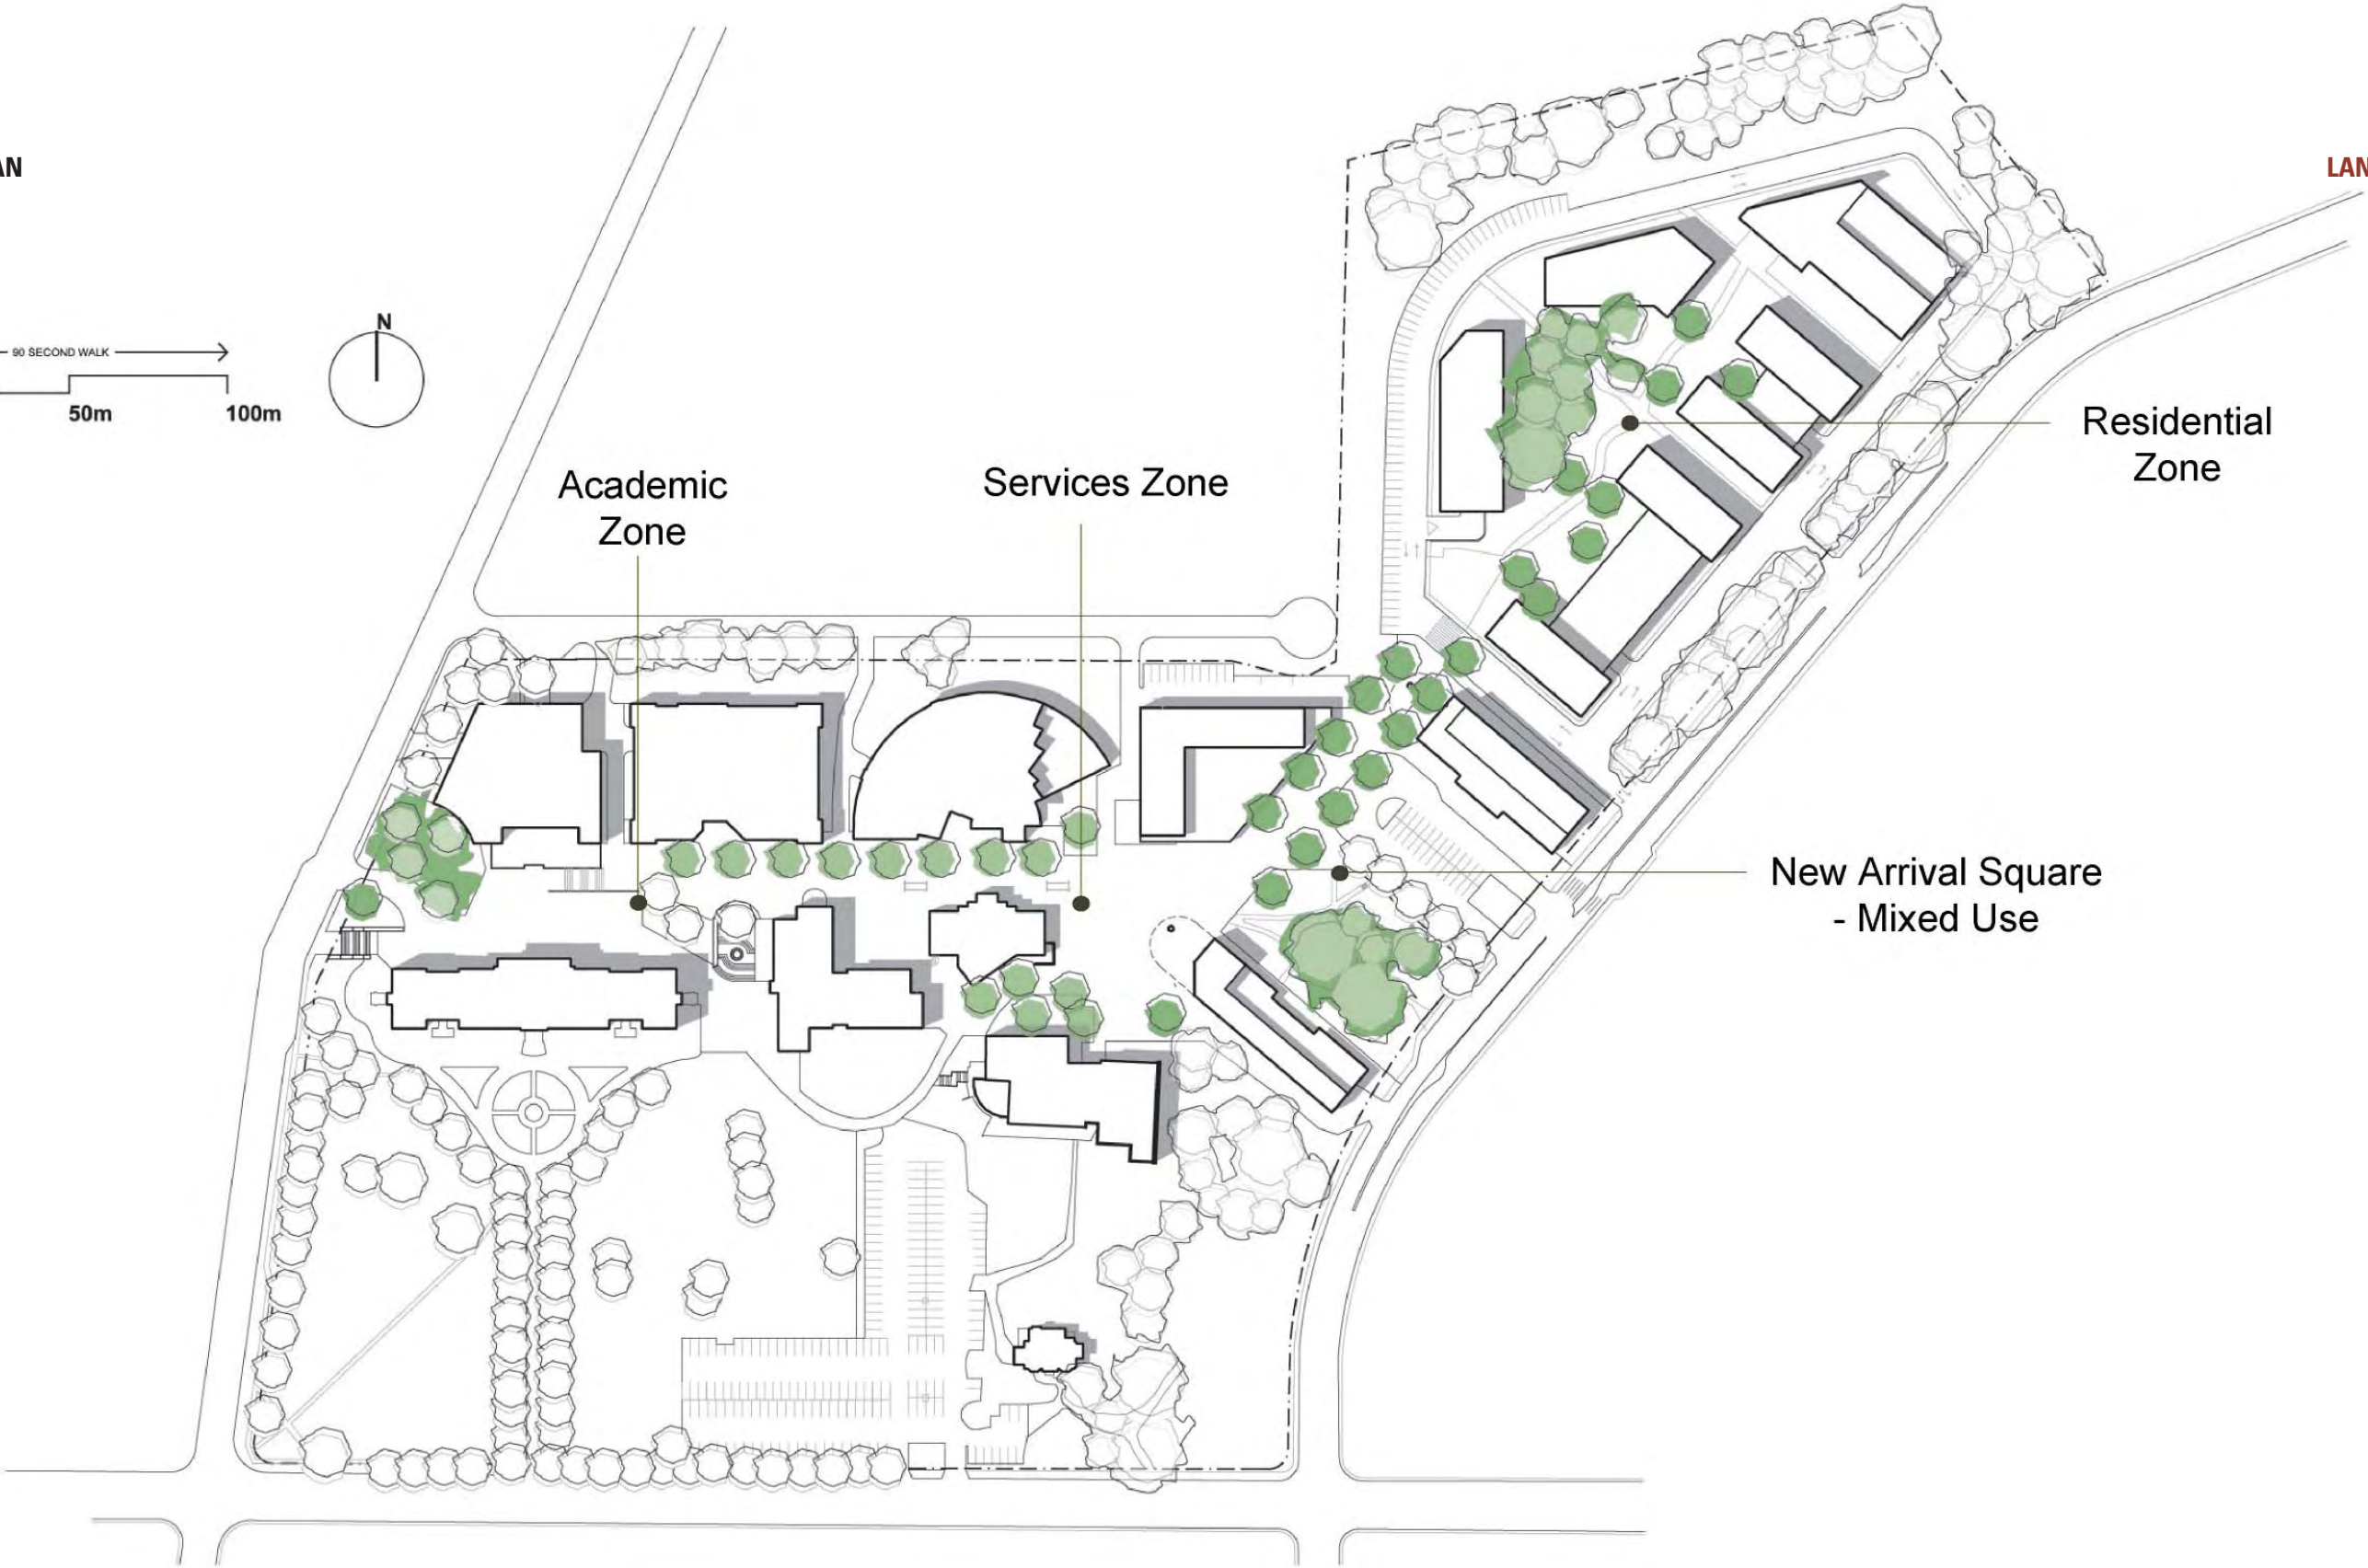 AN
LAN
N
90 SECOND WALK
50m
100m
Academic
Zone
Services Zone
Residential
Zone
New Arrival Square
- Mixed Use